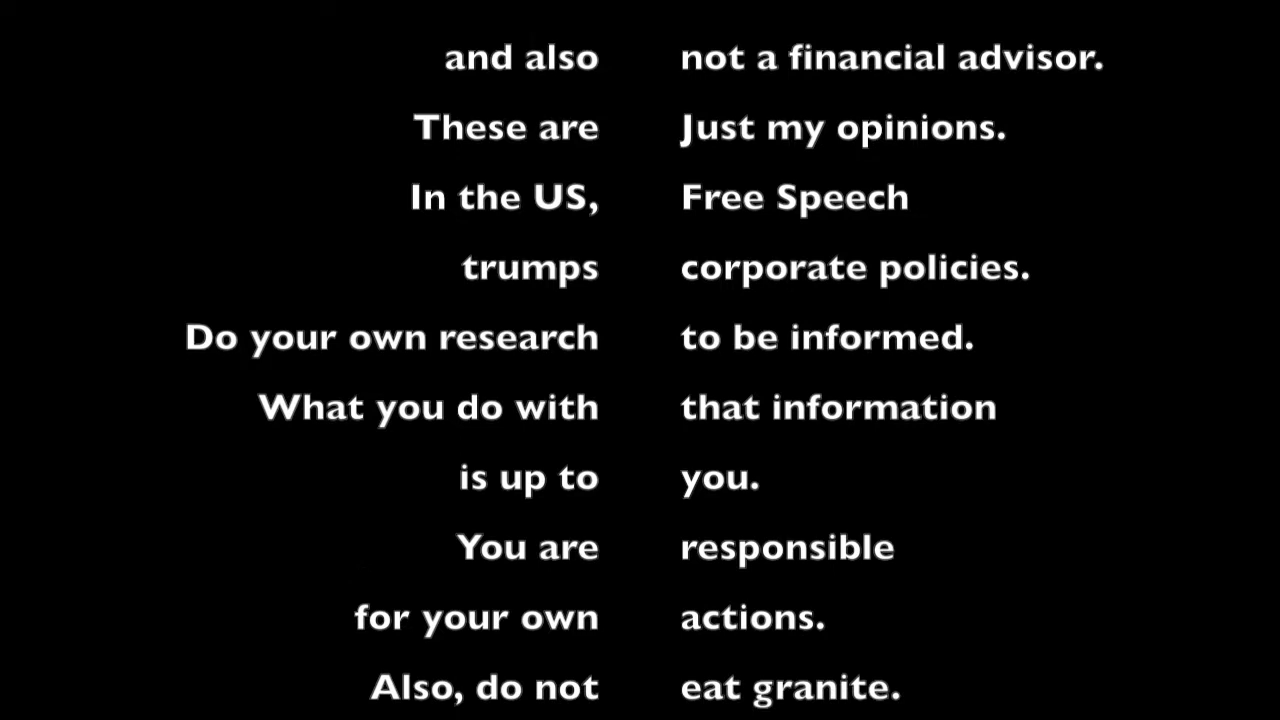 and also not a financial advisor.
These are Just my opinions.
In the US, Free Speech
trumps corporate policies.
Do your own research to be informed.
What you do with that information
is up to you.
You are responsible
for your own actions.
Also, do not eat granite.